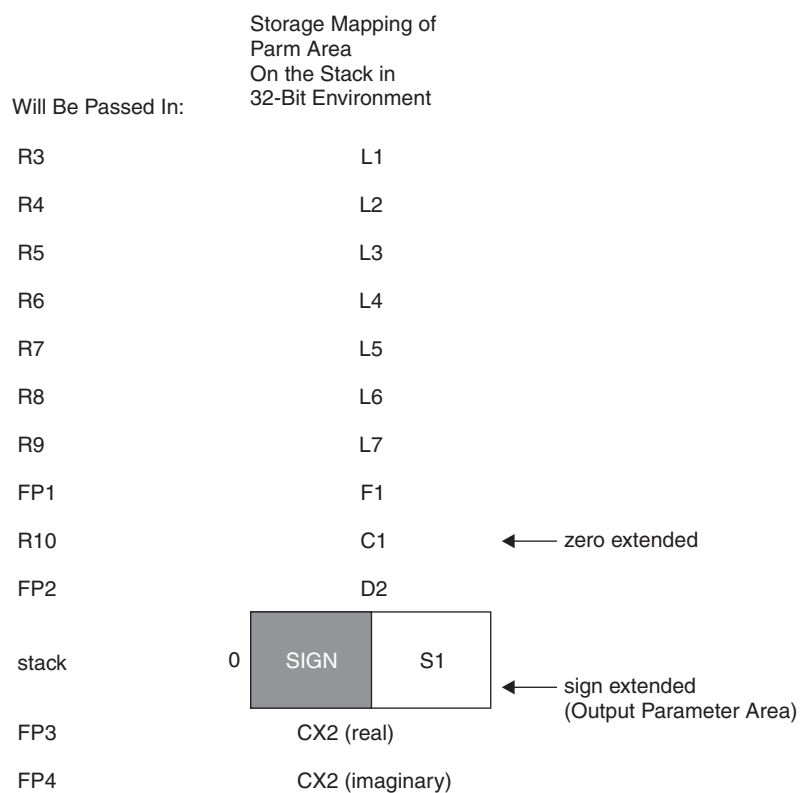 Storage Mapping of
Parm Area
On the Stack in
32-Bit Environment
Will Be Passed In:
R3 L1
R4 L2
R5 L3
R6 L4
R7 L5
R8 L6
R9 L7
FP1 F1
R10 C1 zero extended
FP2 D2
stack 0 SIGN S1
sign extended
(Output Parameter Area)
FP3 CX2 (real)
FP4 CX2 (imaginary)